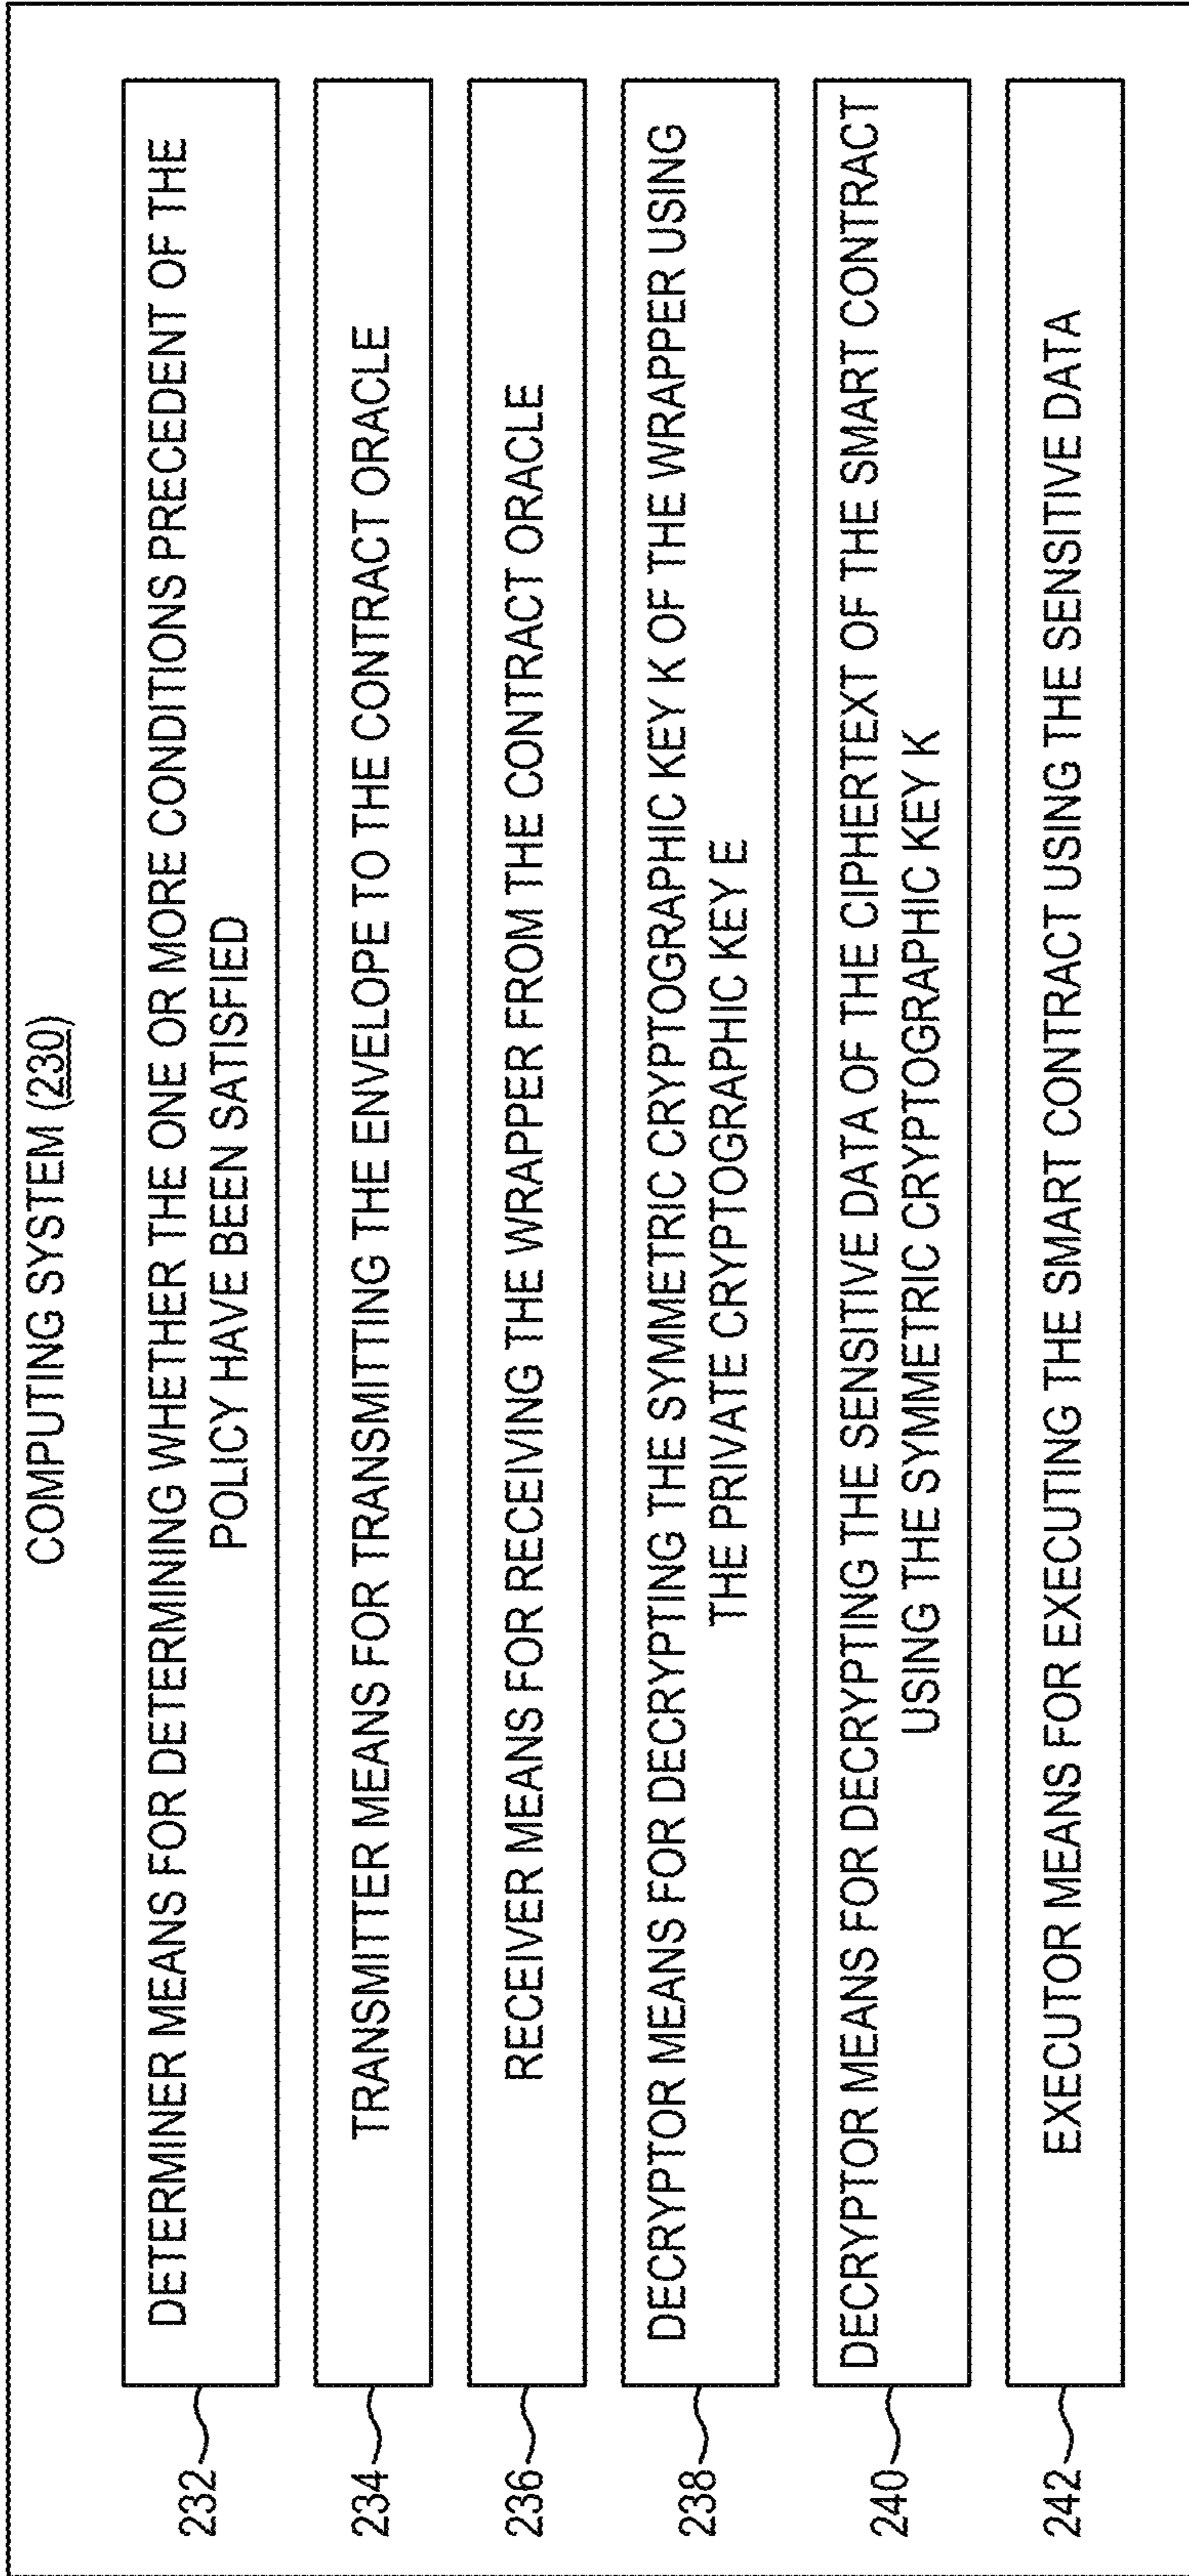 COMPUTING SYSTEM (230)
232
DETERMINER MEANS FOR DETERMINING WHETHER THE ONE OR MORE CONDITIONS PRECEDENT OF THE
POLICY HAVE BEEN SATISFIED
234
TRANSMITTER MEANS FOR TRANSMITTING THE ENVELOPE TO THE CONTRACT ORACLE
236
RECEIVER MEANS FOR RECEIVING THE WRAPPER FROM THE CONTRACT ORACLE
238
DECRYPTOR MEANS FOR DECRYPTING THE SYMMETRIC CRYPTOGRAPHIC KEY K OF THE WRAPPER USING
THE PRIVATE CRYPTOGRAPHIC KEY E
240
DECRYPTOR MEANS FOR DECRYPTING THE SENSITIVE DATA OF THE CIPHERTEXT OF THE SMART CONTRACT
USING THE SYMMETRIC CRYPTOGRAPHIC KEY K
242
EXECUTOR MEANS FOR EXECUTING THE SMART CONTRACT USING THE SENSITIVE DATA